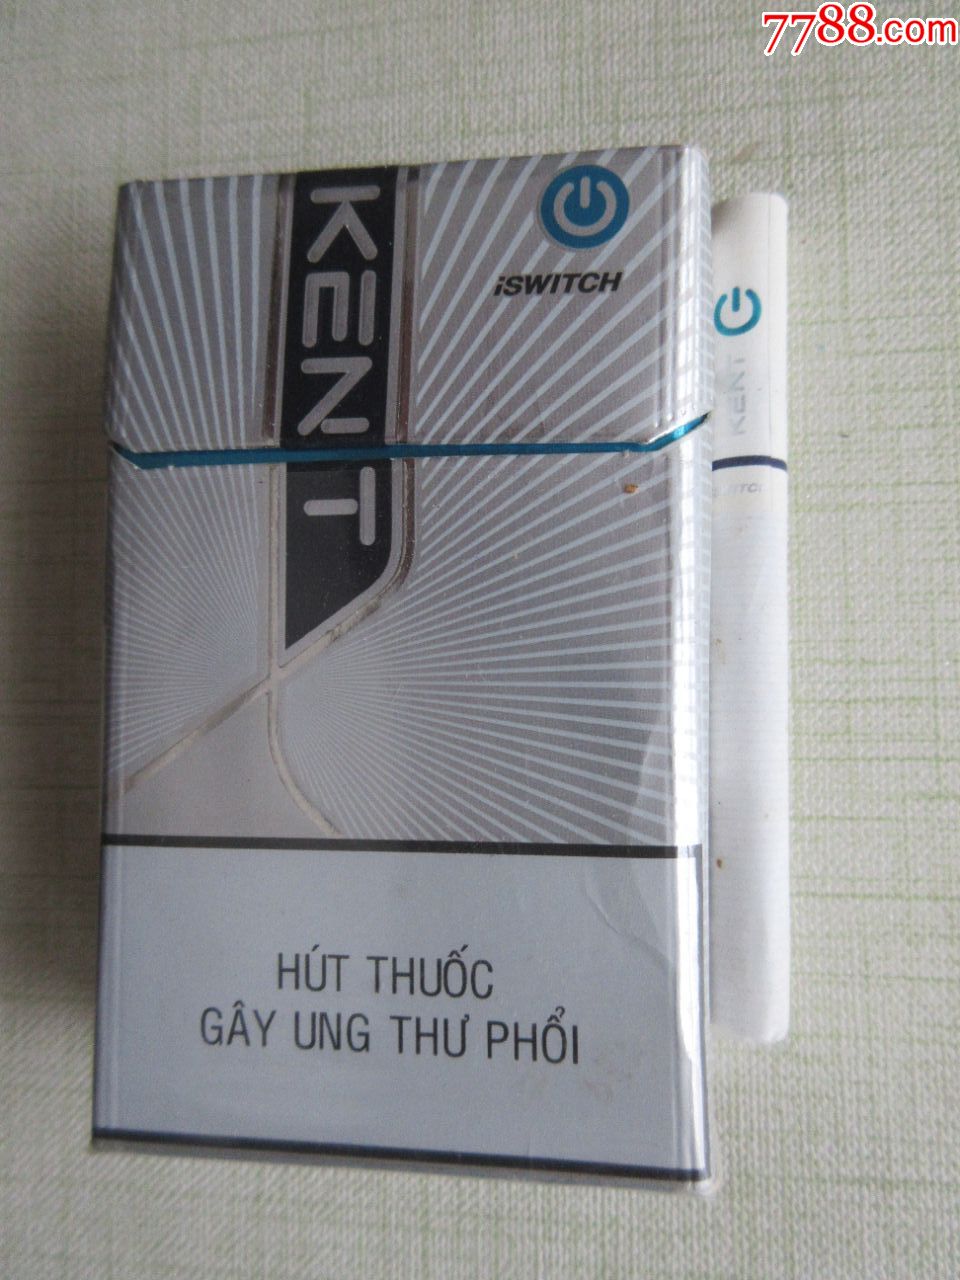 7788.com
KENT
iSWITCH
KENT
iSWITCH
HÚT THUỐC
GÂY UNG THƯ PHỔI